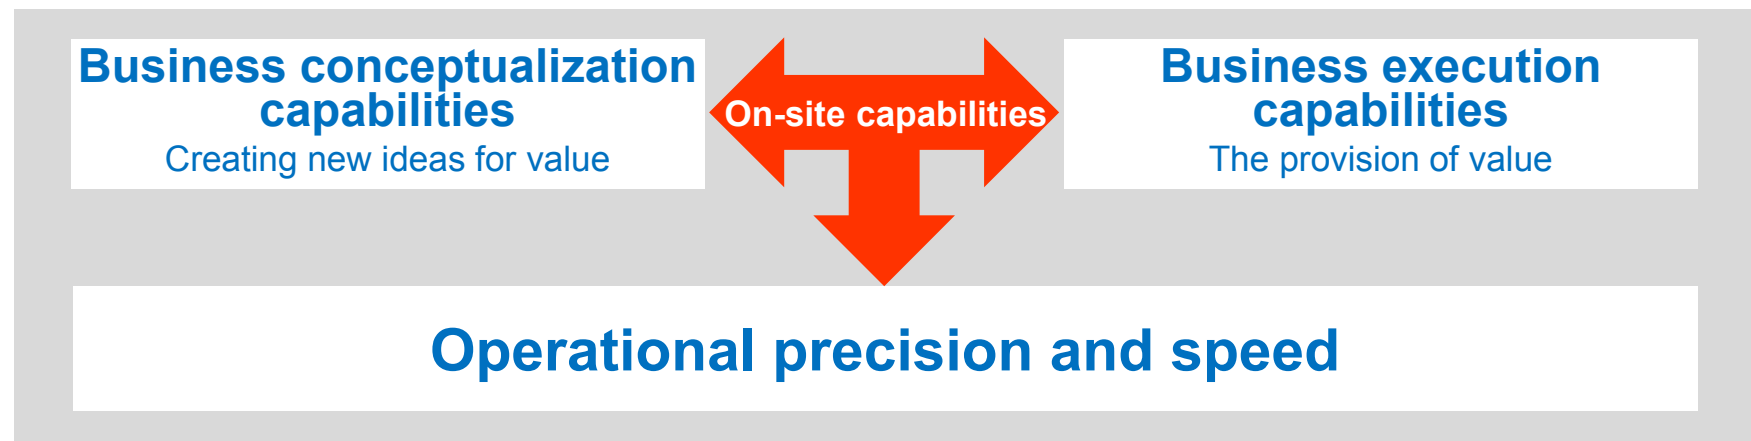 Business conceptualization
capabilities
Creating new ideas for value
On-site capabilities
Business execution
capabilities
The provision of value
Operational precision and speed